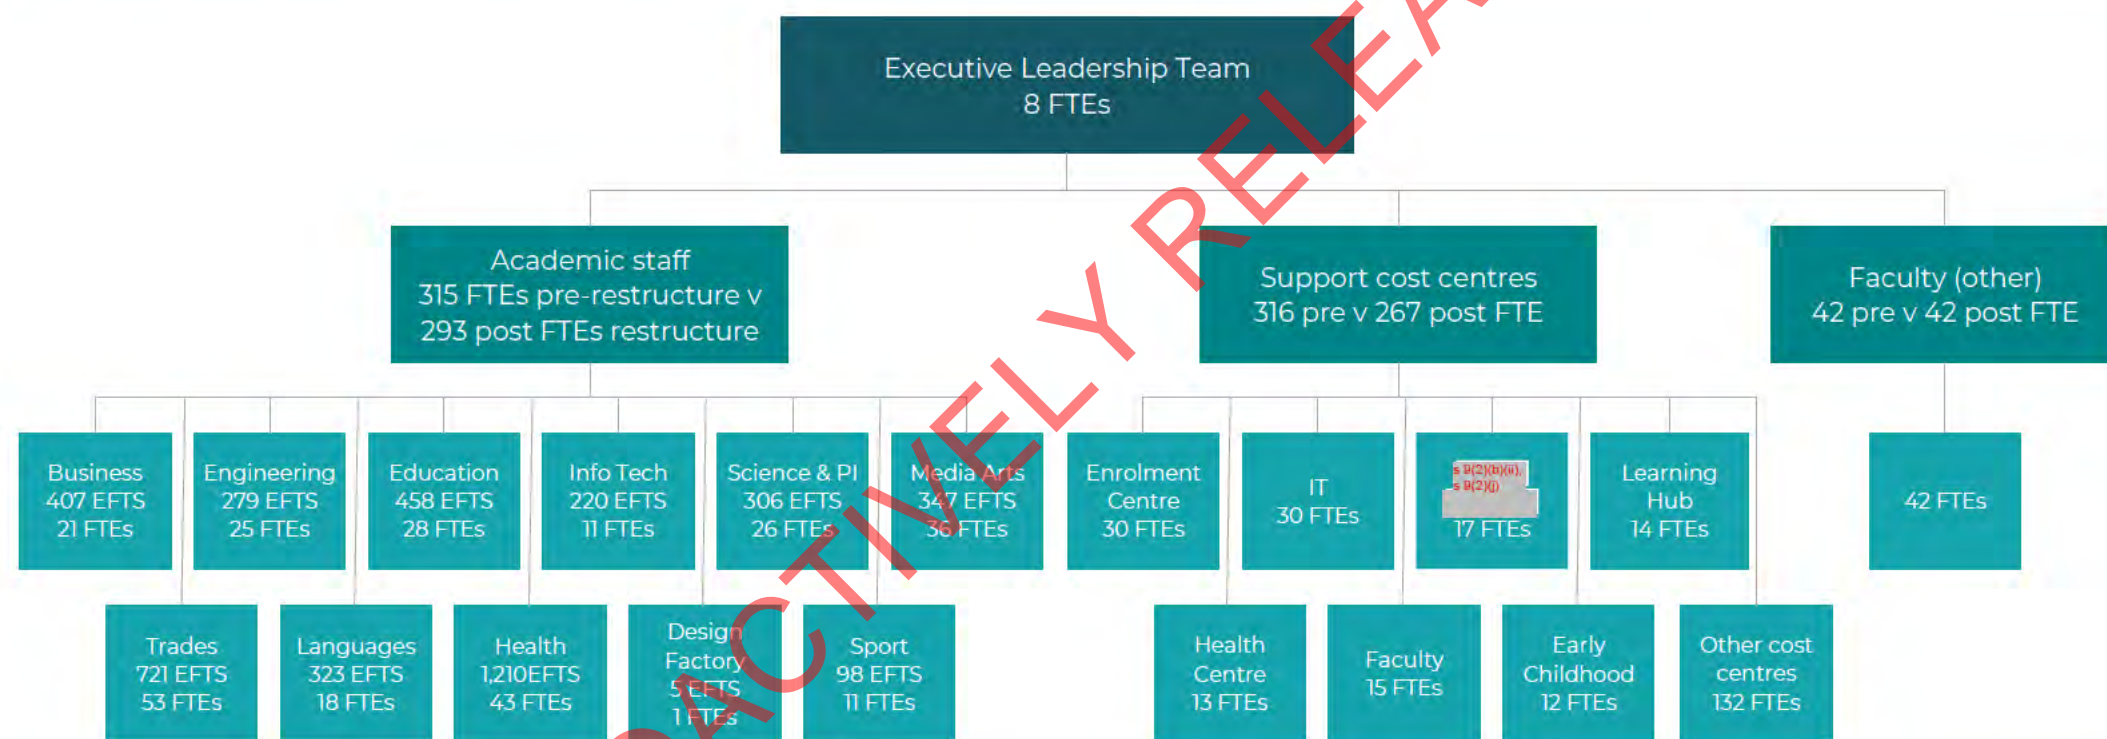 Executive Leadership Team
8 FTEs
Academic staff
315 FTEs pre-restructure v
293 post FTEs restructure
Support cost centres
316 pre v 267 post FTE
Faculty (other)
42 pre v 42 post FTE
Business
407 EFTS
21 FTEs
Engineering
279 EFTS
25 FTEs
Education
458 EFTS
28 FTEs
Info Tech
220 EFTS
11 FTEs
Science & PI
306 EFTS
26 FTEs
Media Arts
347 EFTS
36 FTEs
Enrolment
Centre
30 FTEs
IT
30 FTEs
s 9(2)(b)(ii),
s 9(2)(j)
17 FTEs
Learning
Hub
14 FTEs
42 FTEs
Trades
721 EFTS
53 FTEs
Languages
323 EFTS
18 FTEs
Health
1,210EFTS
43 FTEs
Design
Factory
5 EFTS
1 FTEs
Sport
98 EFTS
11 FTEs
Health
Centre
13 FTEs
Faculty
15 FTEs
Early
Childhood
12 FTEs
Other cost
centres
132 FTEs